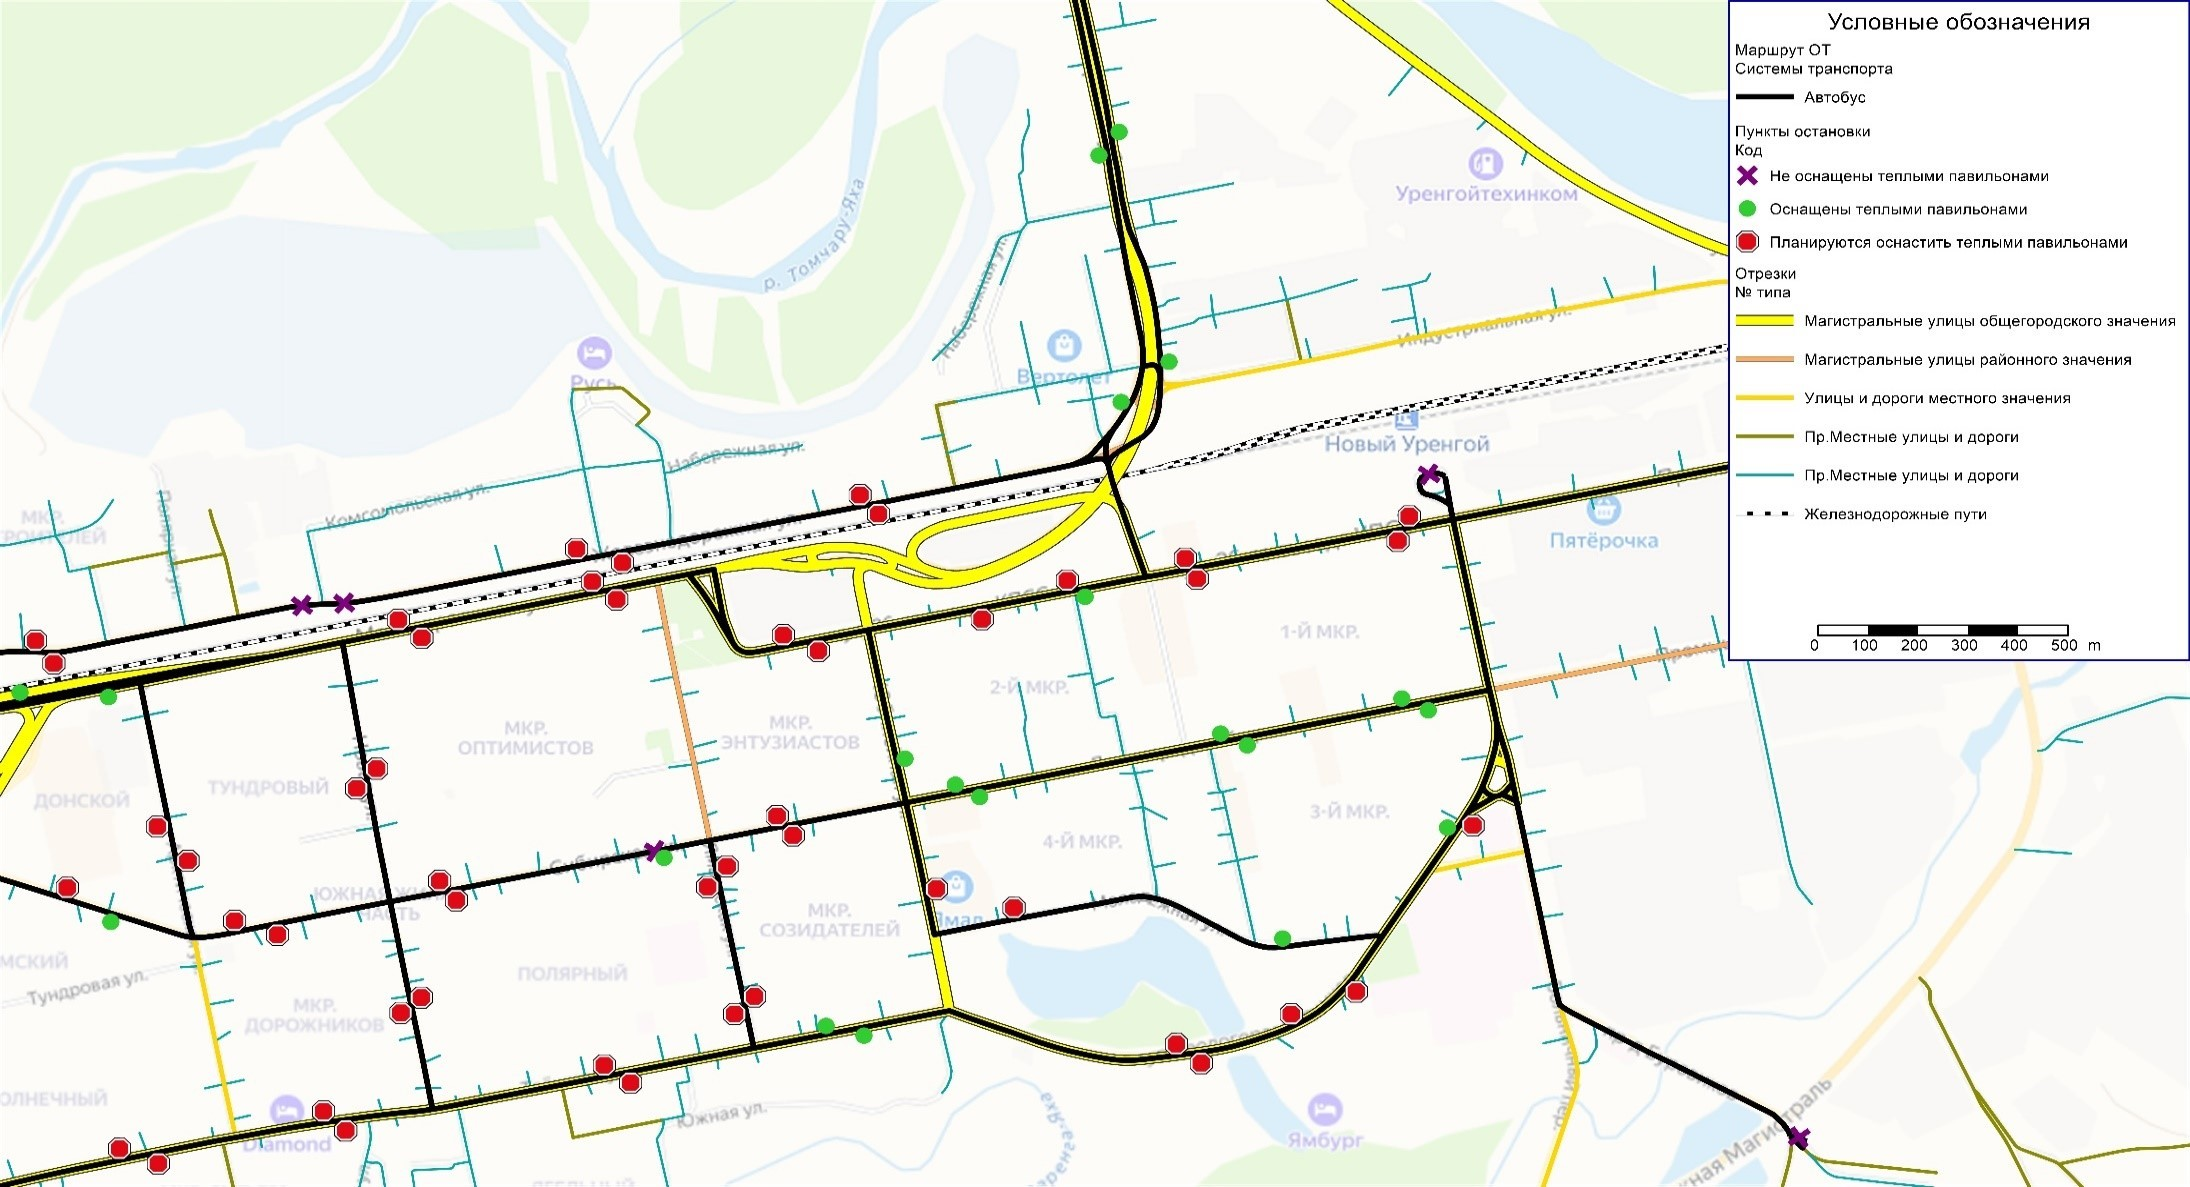 Условные обозначения
Маршрут ОТ
Системы транспорта
Автобус
Пункты остановки
Код
Не оснащены теплыми павильонами
Оснащены теплыми павильонами
Планируются оснастить теплыми павильонами
Отрезки
№ типа
Магистральные улицы общегородского значения
Магистральные улицы районного значения
Улицы и дороги местного значения
Пр.Местные улицы и дороги
Пр.Местные улицы и дороги
Железнодорожные пути
0 100 200 300 400 500 m
р. Томчару-Яха
Уренгойтехинком
Набережная ул.
Индустриальная ул.
Вертолет
Русь
Новый Уренгой
Набережная ул.
Комсомольская ул.
МКР.
Пятёрочка
1-Й МКР.
2-Й МКР.
МКР.
ОПТИМИСТОВ
МКР.
ЭНТУЗИАСТОВ
ТУНДРОВЫЙ
ДОНСКОЙ
3-Й МКР.
4-Й МКР.
МКР.
СОЗИДАТЕЛЕЙ
Ямал
ПОЛЯРНЫЙ
Тундровая ул.
МКР.
ДОРОЖНИКОВ
Южная ул.
Diamond
Ямбург